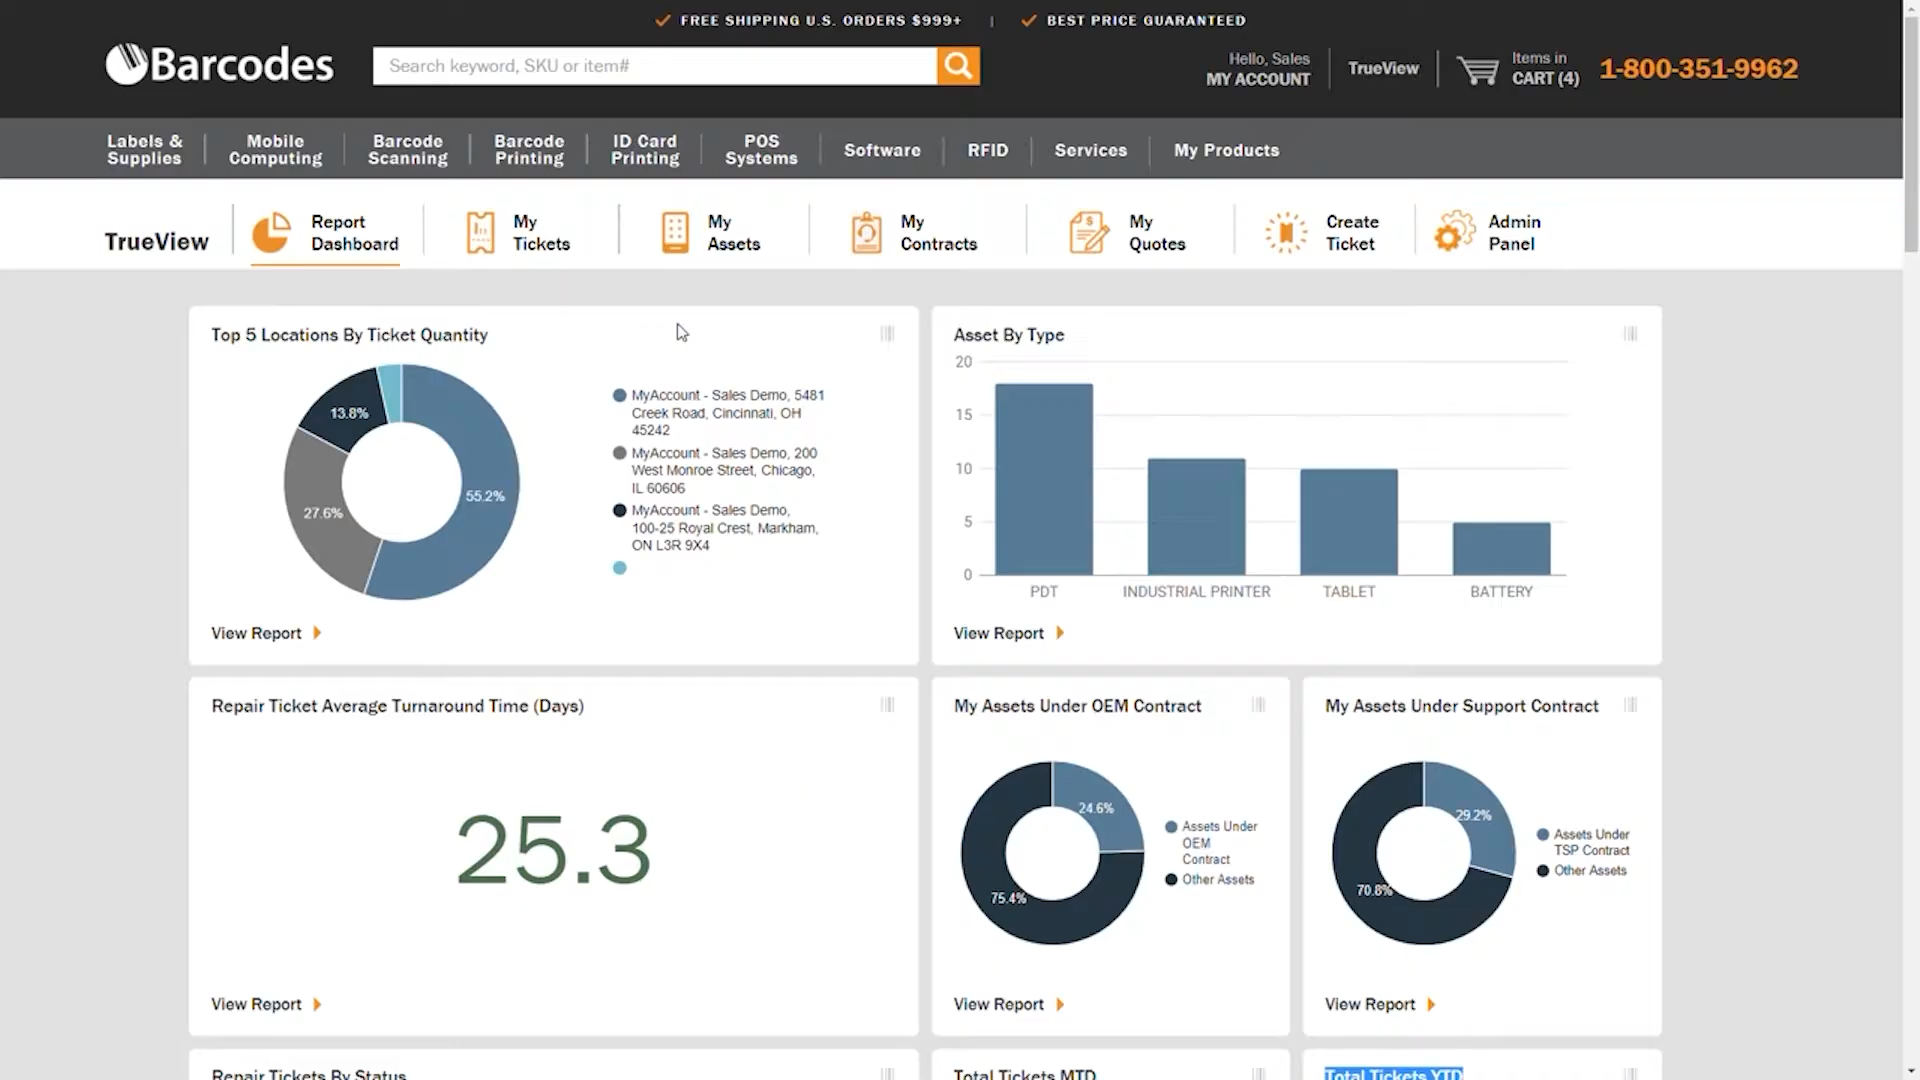 FREE SHIPPING U.S. ORDERS $999+ | BEST PRICE GUARANTEED
Barcodes
Search keyword, SKU or item#
Hello, Sales
MY ACCOUNT
TrueView
Items in
CART (4)
1-800-351-9962
Labels &
Supplies
Mobile
Computing
Barcode
Scanning
Barcode
Printing
ID Card
Printing
POS
Systems
Software
RFID
Services
My Products
TrueView
Report
Dashboard
My
Tickets
My
Assets
My
Contracts
My
Quotes
Create
Ticket
Admin
Panel
Top 5 Locations By Ticket Quantity
13.8%
55.2%
27.6%
MyAccount - Sales Demo, 5481
Creek Road, Cincinnati, OH
45242
MyAccount - Sales Demo, 200
West Monroe Street, Chicago,
IL 60606
MyAccount - Sales Demo,
100-25 Royal Crest, Markham,
ON L3R 9X4
View Report
Asset By Type
20
15
10
5
0
PDT
INDUSTRIAL PRINTER
TABLET
BATTERY
View Report
Repair Ticket Average Turnaround Time (Days)
25.3
View Report
My Assets Under OEM Contract
24.6%
75.4%
Assets Under
OEM
Contract
Other Assets
View Report
My Assets Under Support Contract
29.2%
70.8%
Assets Under
TSP Contract
Other Assets
View Report
Repair Tickets By Status
Total Tickets MTD
Total Tickets YTD